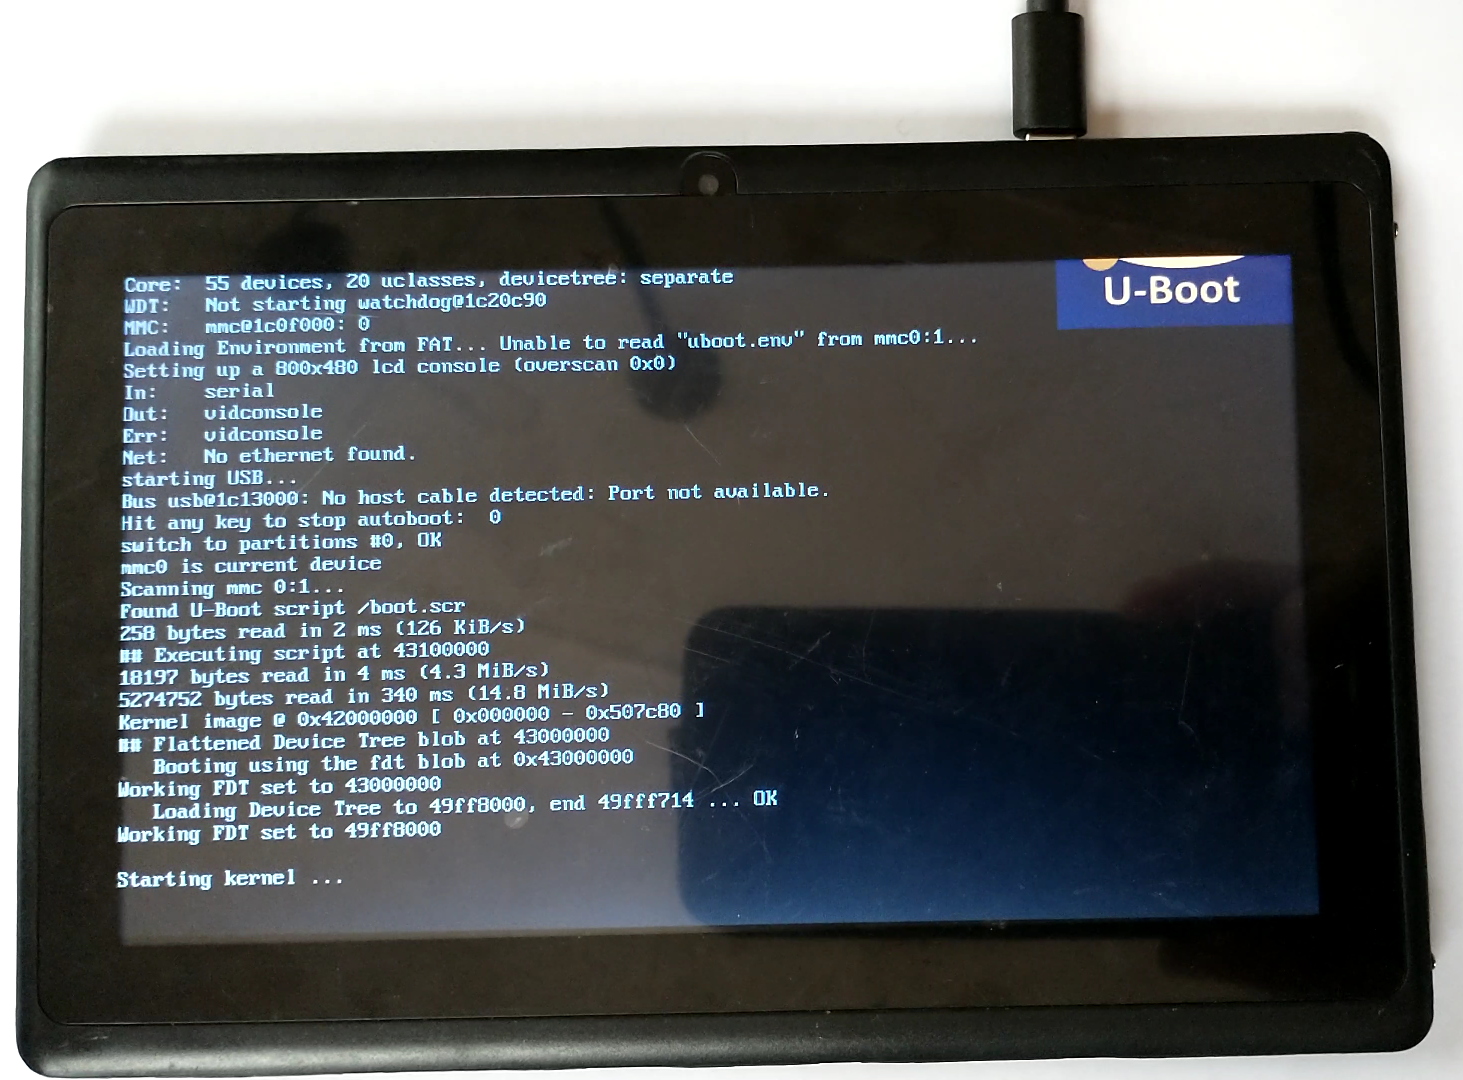 Core:  55 devices, 20 uclasses, devicetree: separate
WDT:   Not starting watchdog@1c20c90
MMC:   mmc@1c0f000: 0
Loading Environment from FAT... Unable to read "uboot.env" from mmc0:1...
Setting up a 800x480 lcd console (overscan 0x0)
In:    serial
Out:   vidconsole
Err:   vidconsole
Net:   No ethernet found.
starting USB...
Bus usb@1c13000: No host cable detected: Port not available.
Hit any key to stop autoboot:  0
switch to partitions #0, OK
mmc0 is current device
Scanning mmc 0:1...
Found U-Boot script /boot.scr
258 bytes read in 2 ms (126 KiB/s)
## Executing script at 43100000
18197 bytes read in 4 ms (4.3 MiB/s)
5274752 bytes read in 340 ms (14.8 MiB/s)
Kernel image @ 0x42000000 [ 0x000000 - 0x507c80 ]
## Flattened Device Tree blob at 43000000
   Booting using the fdt blob at 0x43000000
Working FDT set to 43000000
   Loading Device Tree to 49ff8000, end 49fff714 ... OK
Working FDT set to 49ff8000
Starting kernel ...
U-Boot